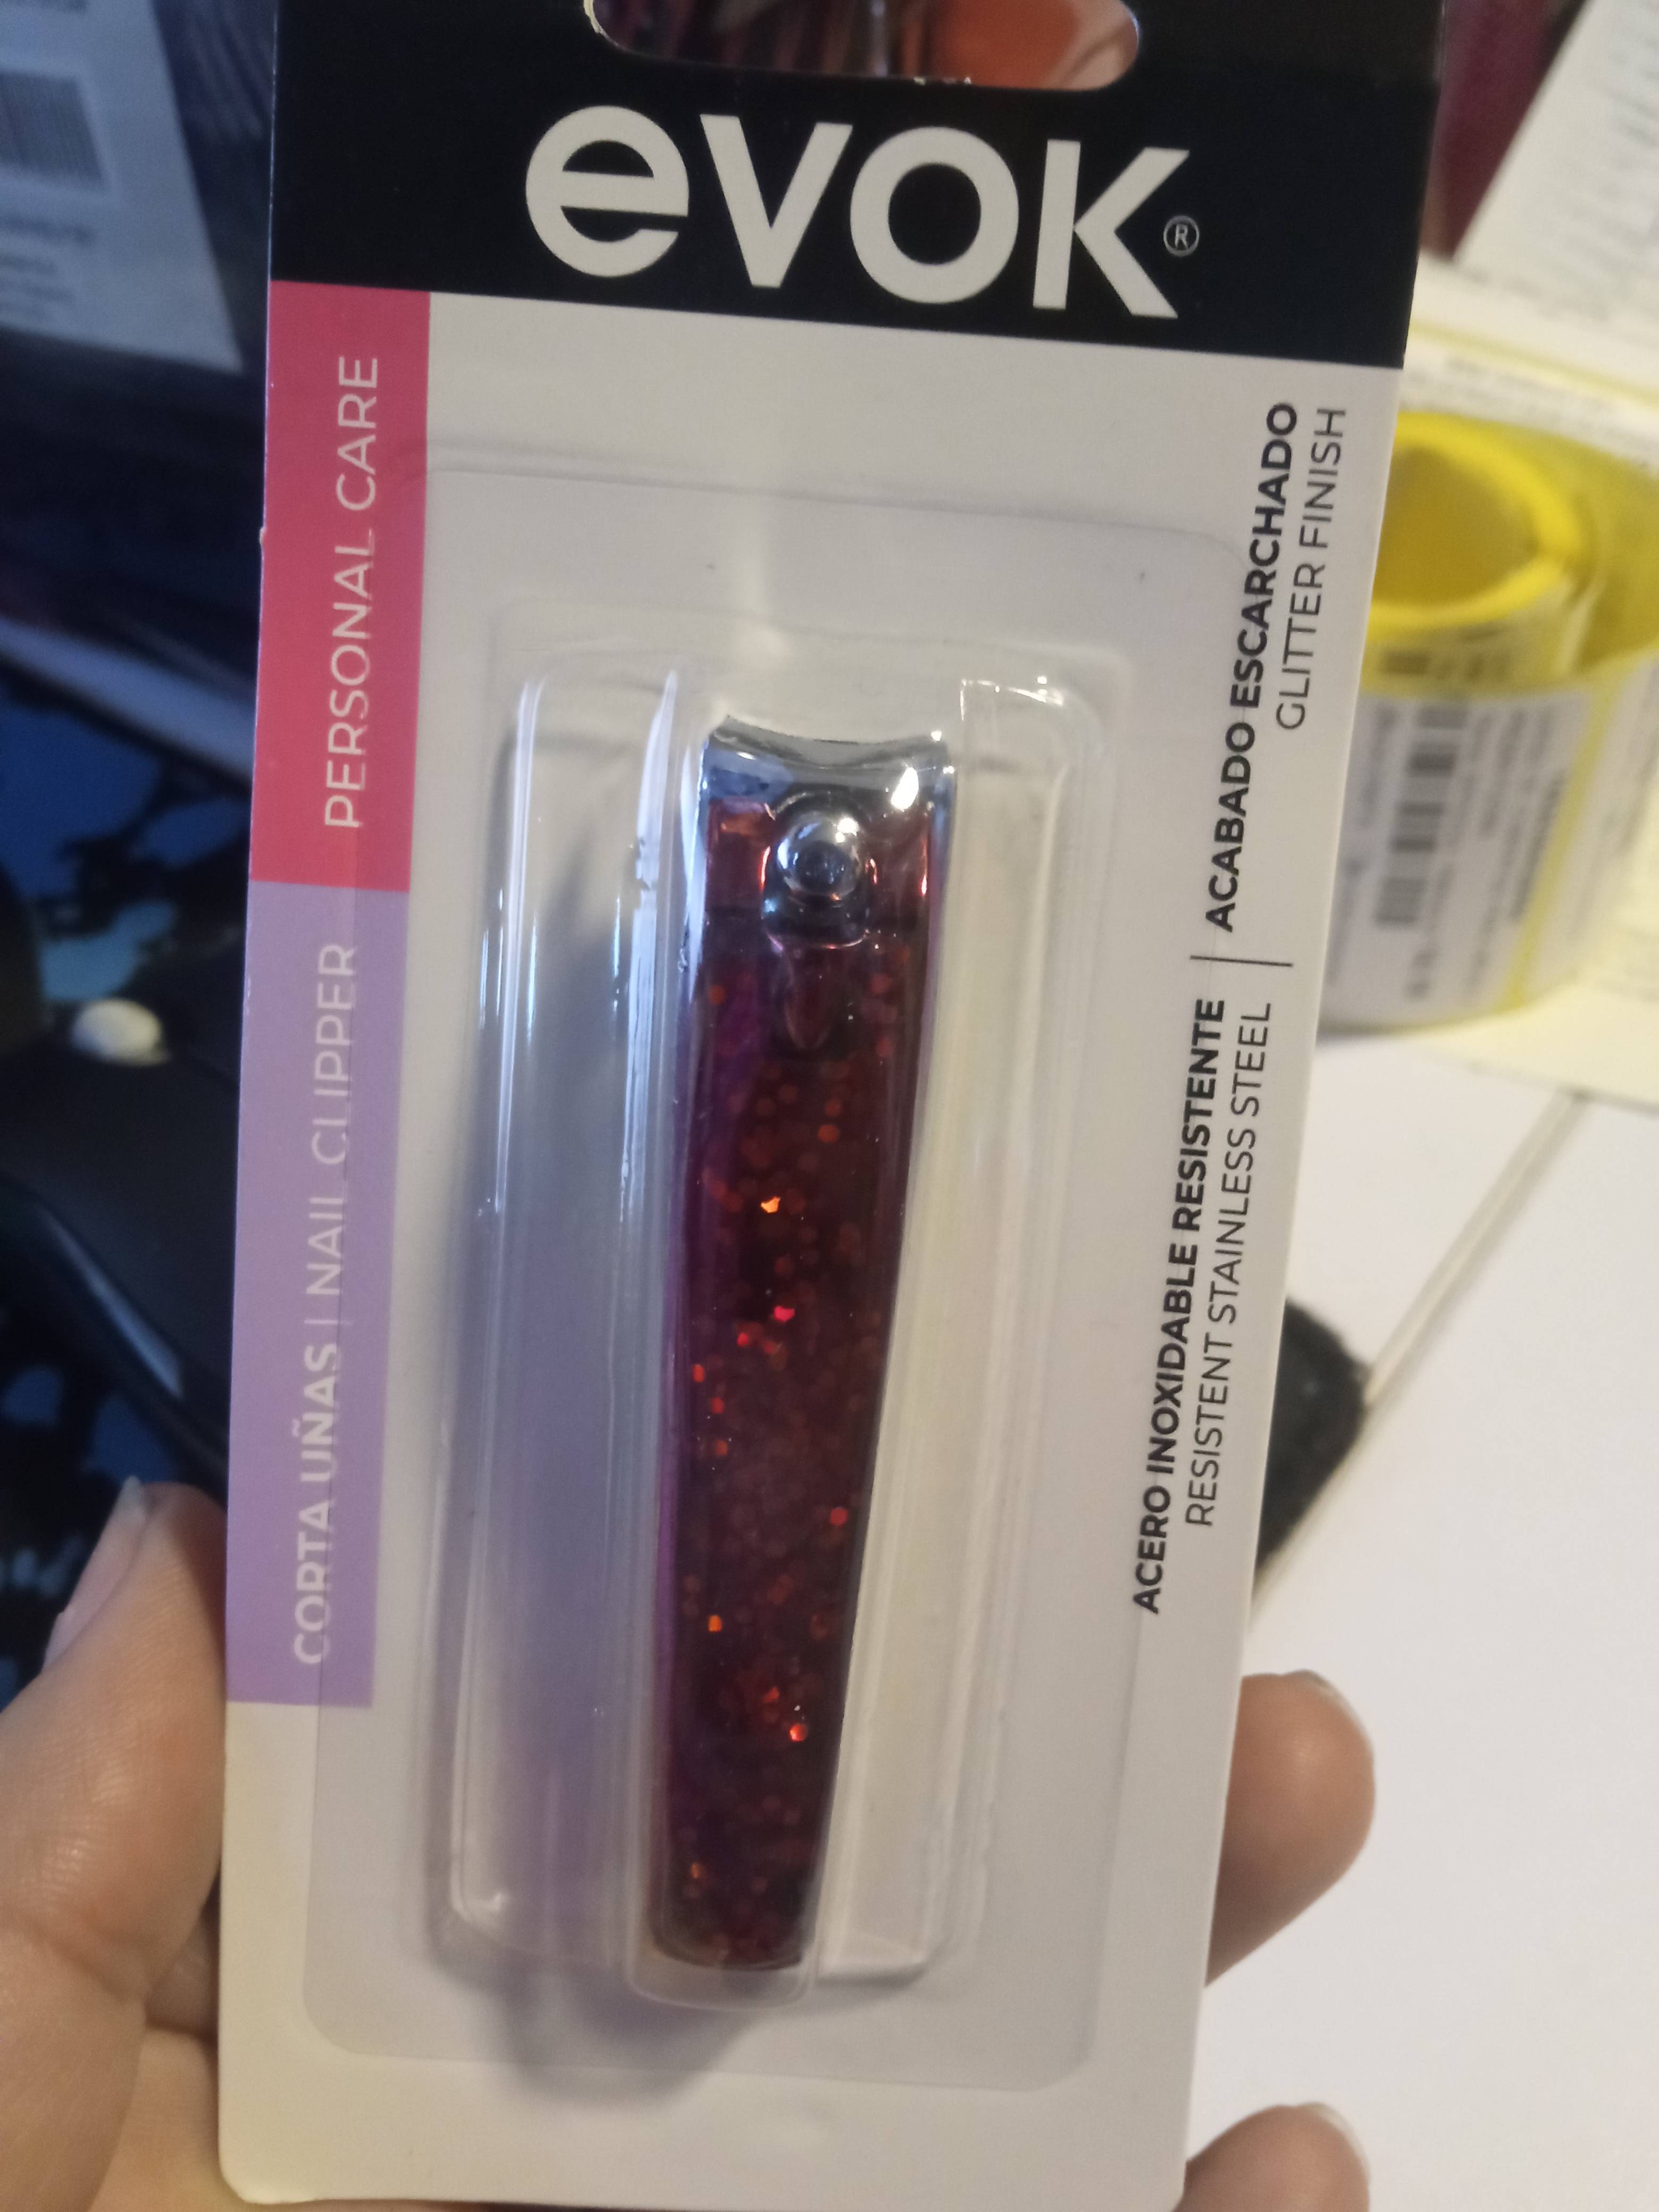 evok®
PERSONAL CARE
CORTA UÑAS | NAIL CLIPPER
ACERO INOXIDABLE RESISTENTE | ACABADO ESCARCHADO
RESISTENT STAINLESS STEEL GLITTER FINISH